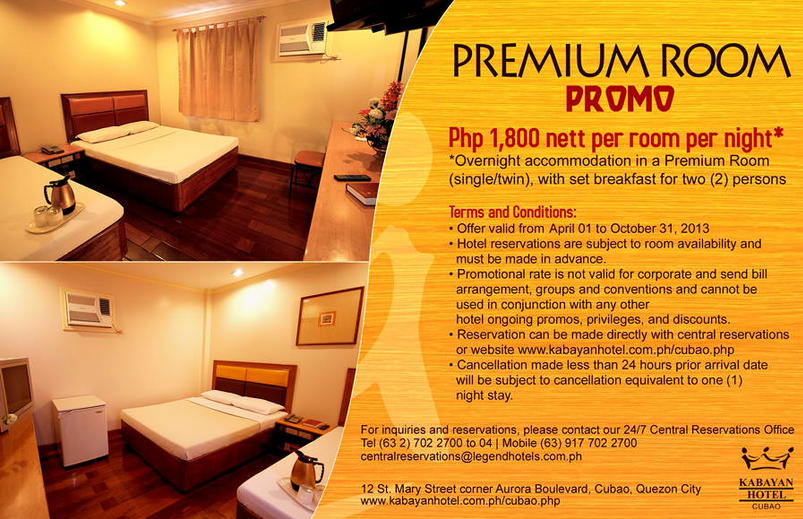 PREMIUM ROOM
PROMO
Php 1,800 nett per room per night*
*Overnight accommodation in a Premium Room
(single/twin), with set breakfast for two (2) persons
Terms and Conditions:
• Offer valid from April 01 to October 31, 2013
• Hotel reservations are subject to room availability and
must be made in advance.
• Promotional rate is not valid for corporate and send bill
arrangement, groups and conventions and cannot be
used in conjunction with any other
hotel ongoing promos, privileges, and discounts.
• Reservation can be made directly with central reservations
or website www.kabayanhotel.com.ph/cubao.php
• Cancellation made less than 24 hours prior arrival date
will be subject to cancellation equivalent to one (1)
night stay.
For inquiries and reservations, please contact our 24/7 Central Reservations Office
Tel (63 2) 702 2700 to 04 | Mobile (63) 917 702 2700
centralreservations@legendhotels.com.ph
12 St. Mary Street corner Aurora Boulevard, Cubao, Quezon City
www.kabayanhotel.com.ph/cubao.php
KABAYAN
HOTEL
CUBAO